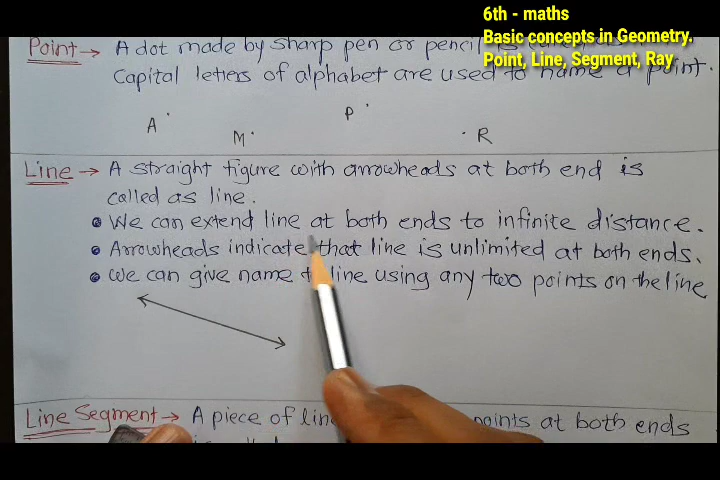 6th - maths
Basic concepts in Geometry.
Point, Line, Segment, Ray
Point → A dot made by sharp pen or pencil is
Capital letters of alphabet are used to name a point.
A
M
P
R
Line → A straight figure with arrowheads at both end is
called as line.
• We can extend line at both ends to infinite distance.
• Arrowheads indicate that line is unlimited at both ends.
• We can give name to line using any two points on the line
Line Segment → A piece of line points at both ends